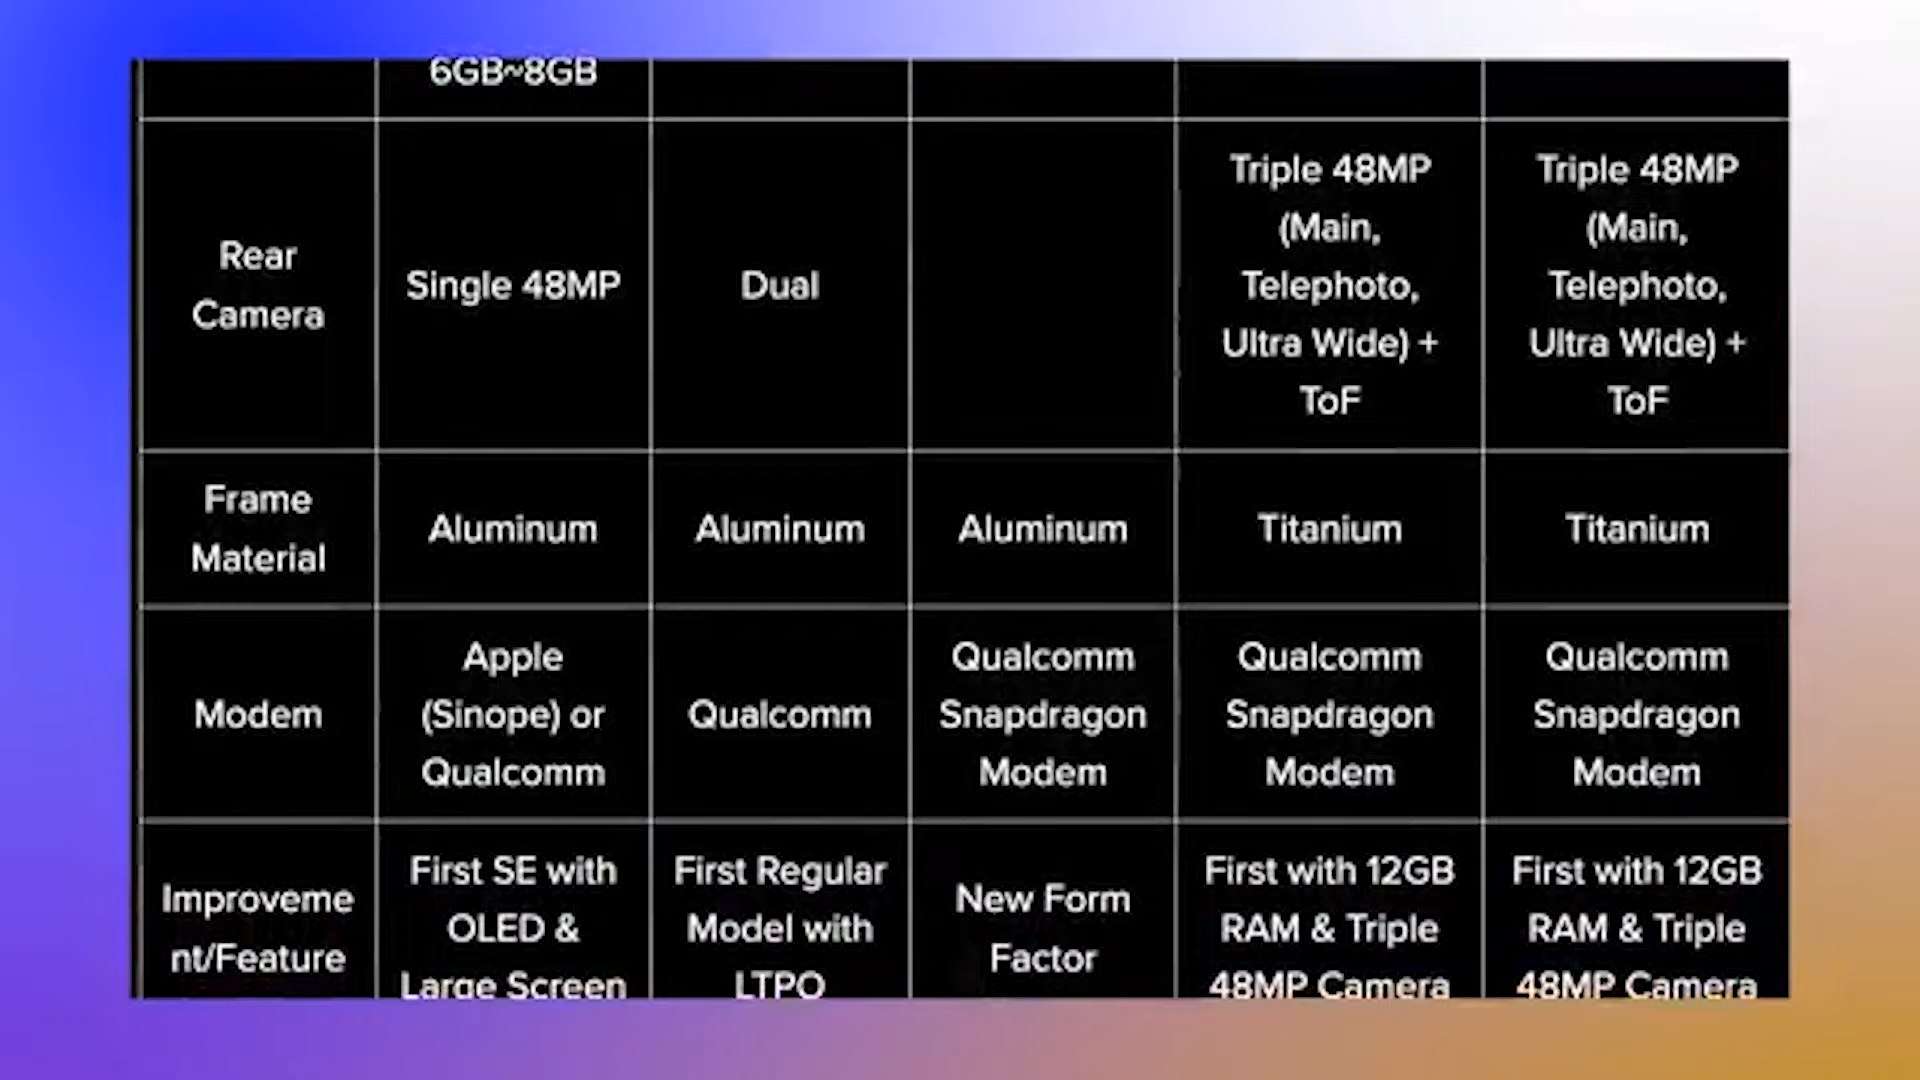 6GB~8GB
Rear
Camera
Single 48MP
Dual
Triple 48MP
(Main,
Telephoto,
Ultra Wide) +
ToF
Triple 48MP
(Main,
Telephoto,
Ultra Wide) +
ToF
Frame
Material
Aluminum
Aluminum
Aluminum
Titanium
Titanium
Modem
Apple
(Sinope) or
Qualcomm
Qualcomm
Qualcomm
Snapdragon
Modem
Qualcomm
Snapdragon
Modem
Qualcomm
Snapdragon
Modem
Improveme
nt/Feature
First SE with
OLED &
Large Screen
First Regular
Model with
LTPO
New Form
Factor
First with 12GB
RAM & Triple
48MP Camera
First with 12GB
RAM & Triple
48MP Camera